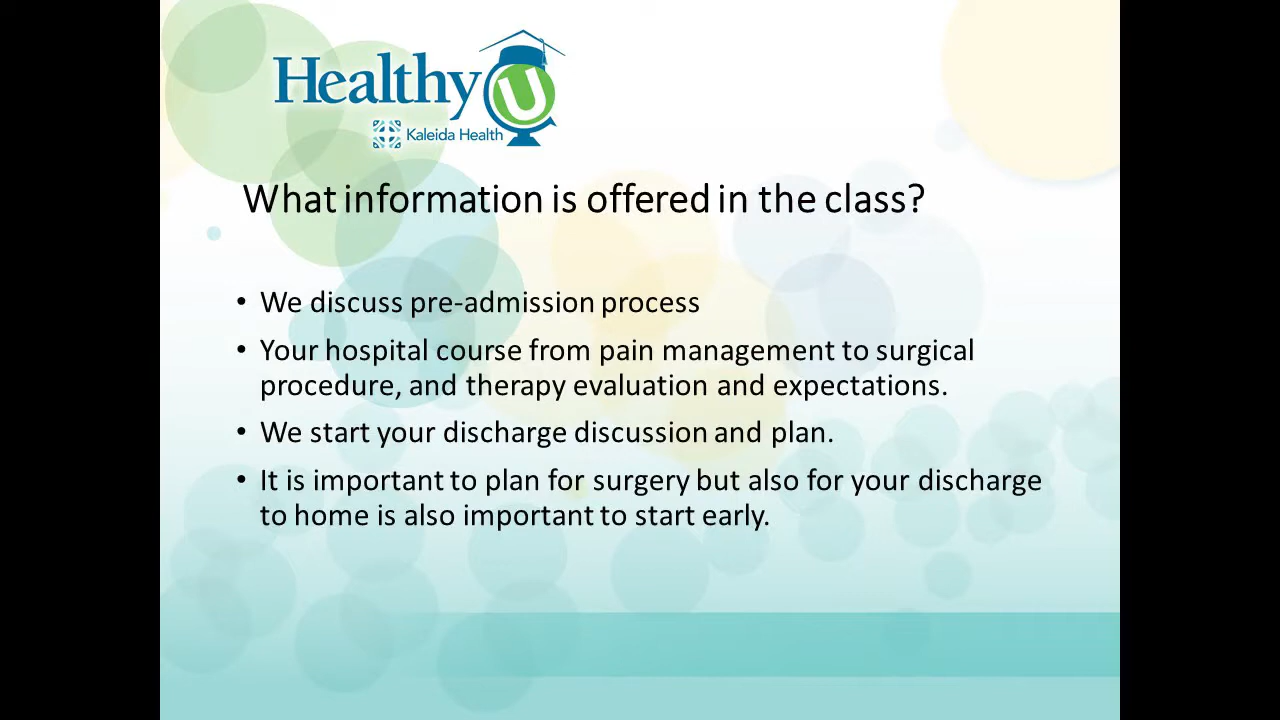 Healthy U
Kaleida Health
What information is offered in the class?
• We discuss pre-admission process
• Your hospital course from pain management to surgical
procedure, and therapy evaluation and expectations.
• We start your discharge discussion and plan.
• It is important to plan for surgery but also for your discharge
to home is also important to start early.